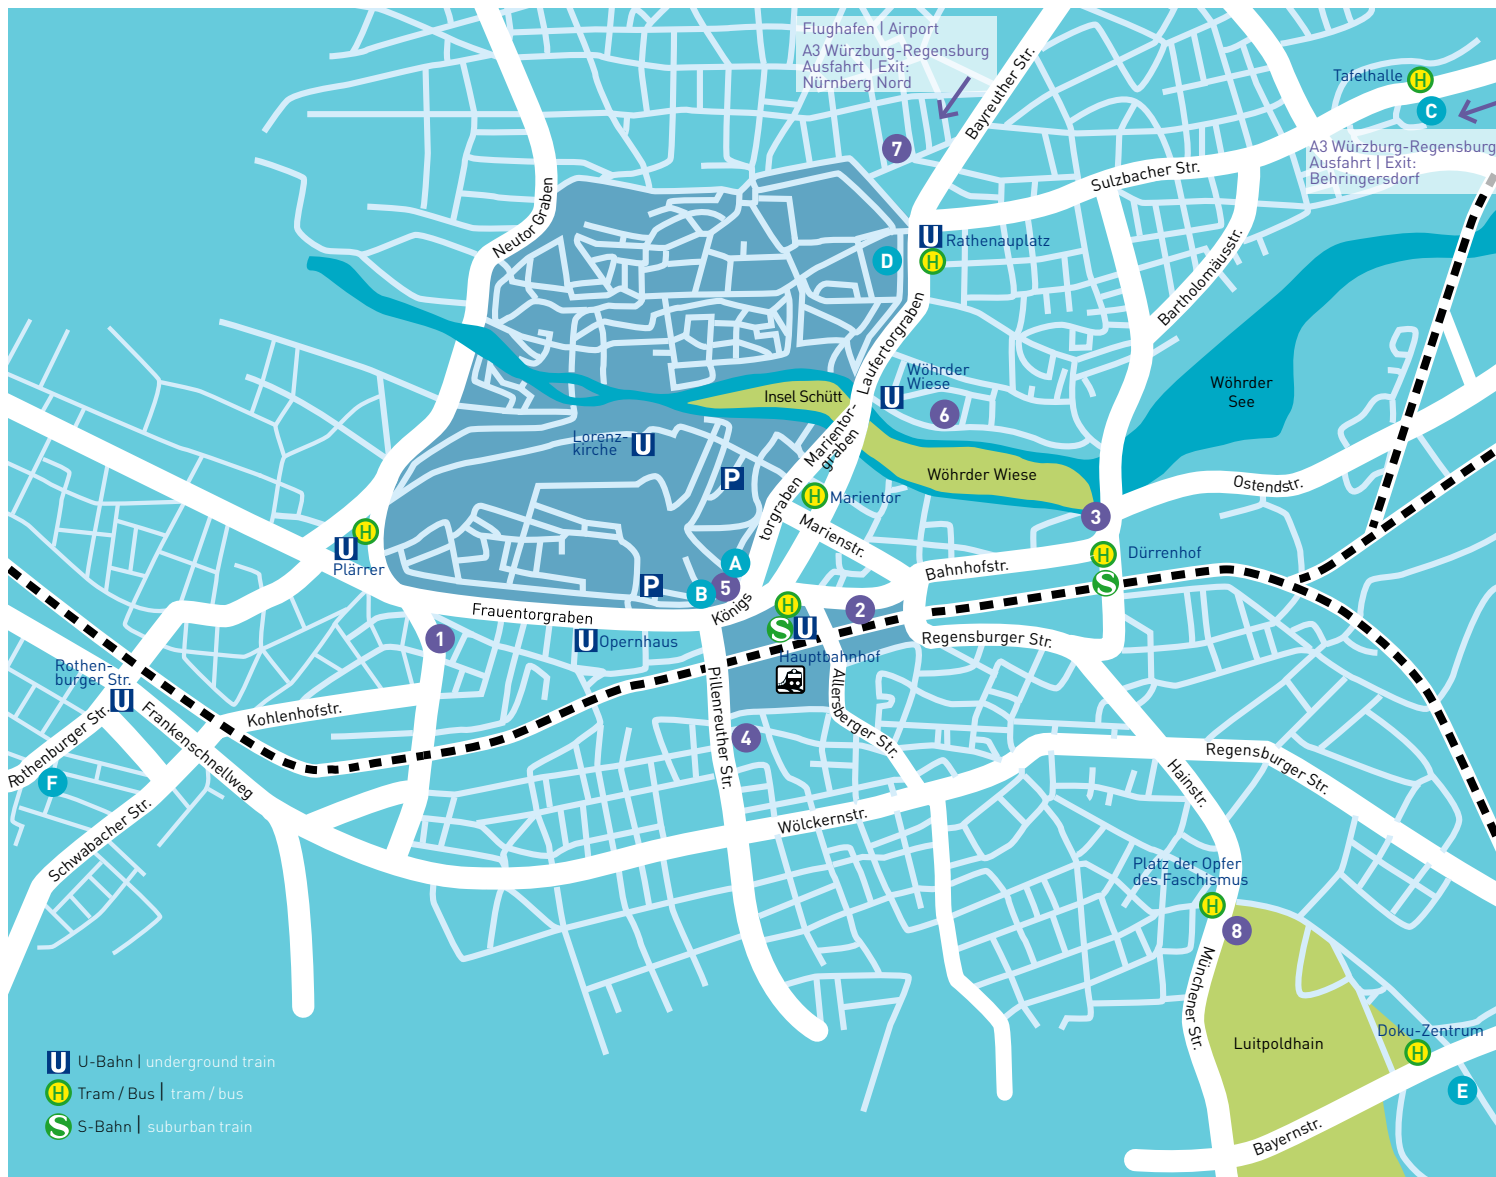 Flughafen | Airport
A3 Würzburg-Regensburg
Ausfahrt | Exit:
Nürnberg Nord
Bayreuther Str.
Tafelhalle
H
C
7
A3 Würzburg-Regensburg
Ausfahrt | Exit:
Behringersdorf
Sulzbacher Str.
Neutor Graben
U
Rathenauplatz
D
H
Bartholomäusstr.
Laufertorgraben
Wöhrder
Wiese
U
Insel Schütt
6
Wöhrder
See
Lorenz-
kirche
U
Marientor-
graben
P
Wöhrder Wiese
Ostendstr.
H
Marientor
torgraben
3
Marienstr.
H
U
Plärrer
H
Dürrenhof
S
A
Bahnhofstr.
P
B
5
Königs
H
2
Frauentorgraben
S
U
1
U
Opernhaus
Regensburger Str.
Hauptbahnhof
Rothen-
burger Str.
U
Pillenreuther Str.
Allersberger Str.
Kohlenhofstr.
Rothenburger Str.
Frankenschnellweg
4
Regensburger Str.
F
Hainstr.
Schwabacher Str.
Wölckernstr.
Platz der Opfer
des Faschismus
H
8
Münchener Str.
Luitpoldhain
Doku-Zentrum
H
E
Bayernstr.
U
U-Bahn | underground train
H
Tram / Bus | tram / bus
S
S-Bahn | suburban train